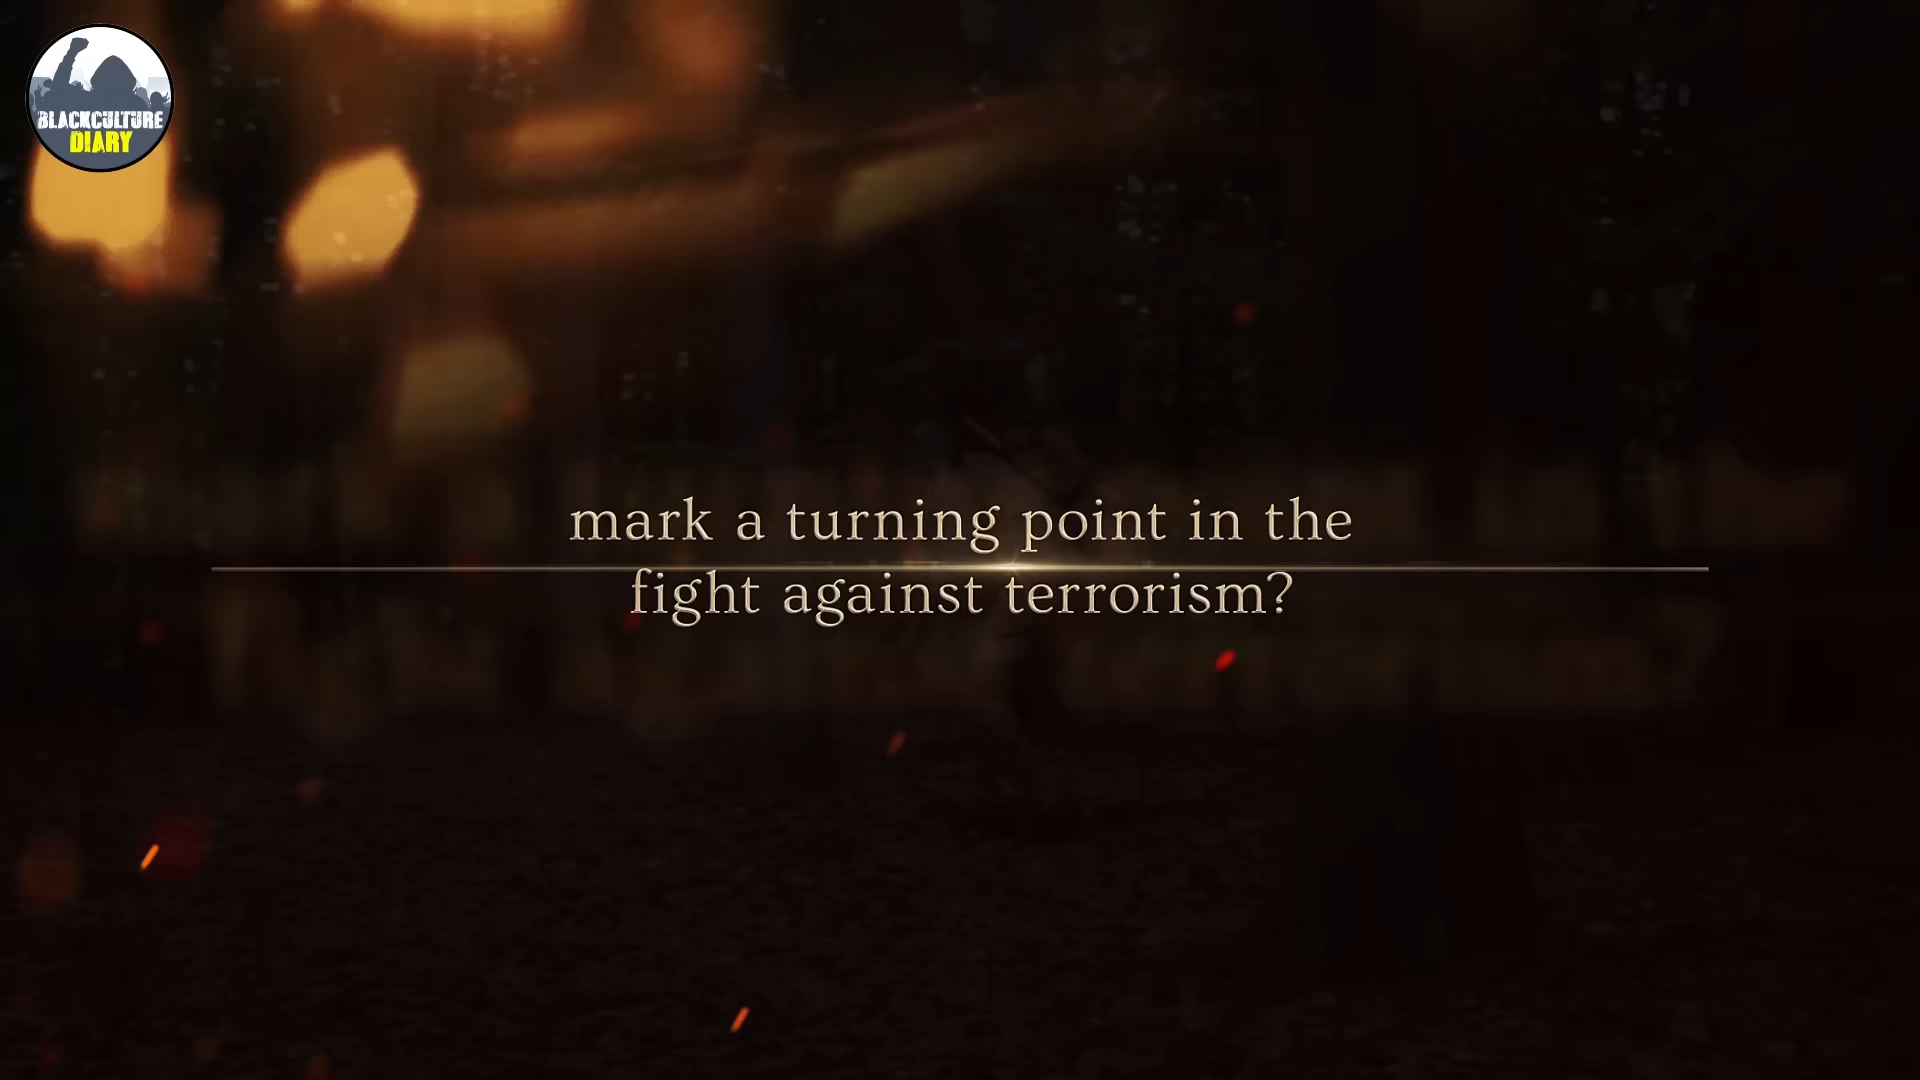 BLACKCULTURE
DIARY
mark a turning point in the
fight against terrorism?